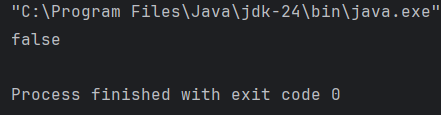 "C:\Program Files\Java\jdk-24\bin\java.exe"
false
Process finished with exit code 0